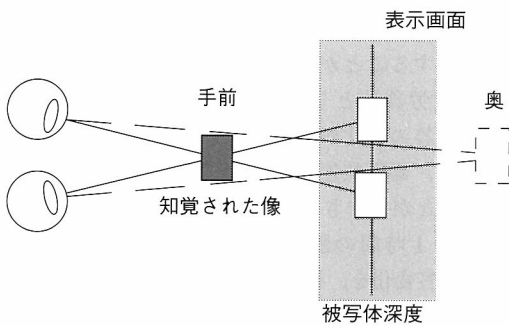 表示画面
手前
奥
知覚された像
被写体深度